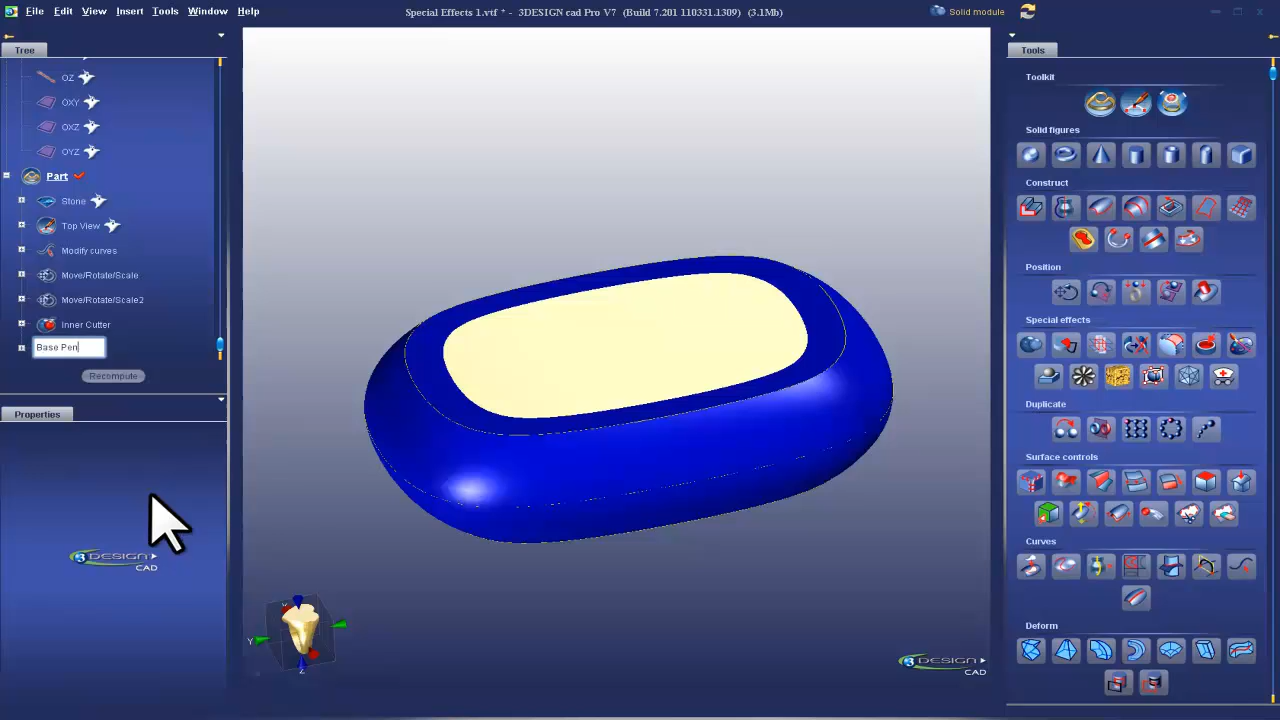 File Edit View Insert Tools Window Help
Special Effects 1.vtf * - 3DESIGN cad Pro V7 (Build 7.201 110331.1309) (3.1Mb)
Solid module
Tree
OZ
OXY
OXZ
OYZ
Part
Stone
Top View
Modify curves
Move/Rotate/Scale
Move/Rotate/Scale2
Inner Cutter
Base Pen
Recompute
Properties
3DESIGN
CAD
Y
X
Z
3DESIGN
CAD
Tools
Toolkit
Solid figures
Construct
Position
Special effects
Duplicate
Surface controls
Curves
Deform